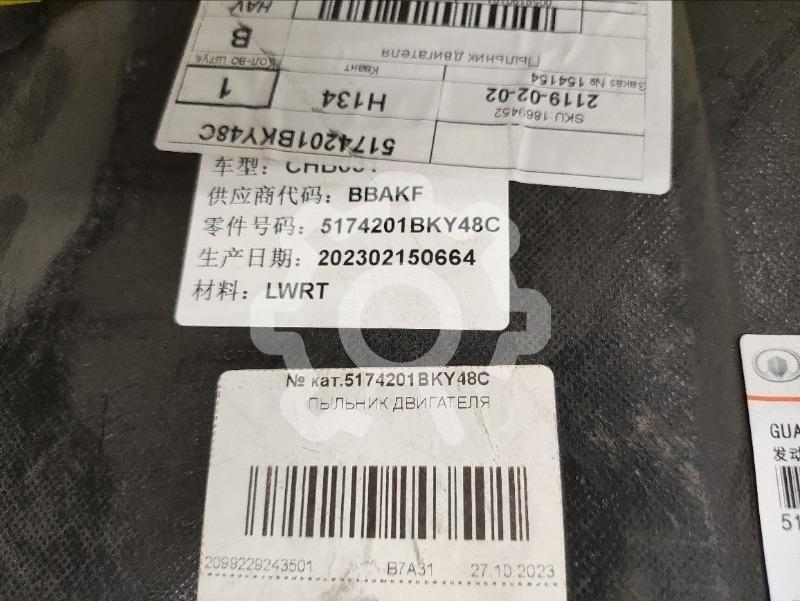 HAV
B
Кол-во штук
1
Пыльник двигателя
Квант
H134
Заказ № 154154
2119-02-02
SKU:1869452
5174201BKY48C
车型：
供应商代码：BBAKF
零件号码：5174201BKY48C
生产日期：202302150664
材料：LWRT
№ кат.5174201BKY48C
ПЫЛЬНИК ДВИГАТЕЛЯ
2099229243501
B7A31
27.10.2023
GUA
发动
51